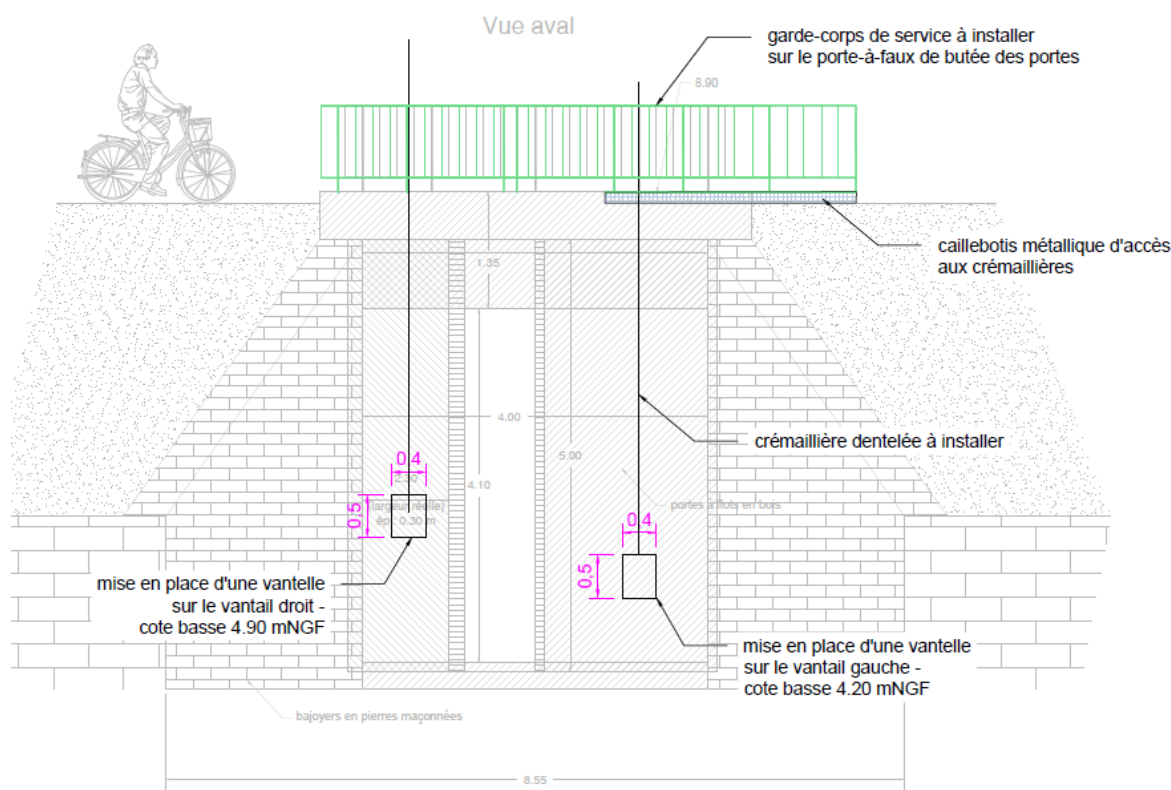 Vue aval
garde-corps de service à installer
sur le porte-à-faux de butée des portes
8.90
caillebotis métallique d'accès
aux crémaillières
1.35
4.00
crémaillière dentelée à installer
5.00
4.10
0,4
2.30
(largeur réelle)
ép : 0.30 m
0,5
portes à flots en bois
0,4
0,5
mise en place d'une vantelle
sur le vantail droit -
cote basse 4.90 mNGF
mise en place d'une vantelle
sur le vantail gauche -
cote basse 4.20 mNGF
bajoyers en pierres maçonnées
8.55